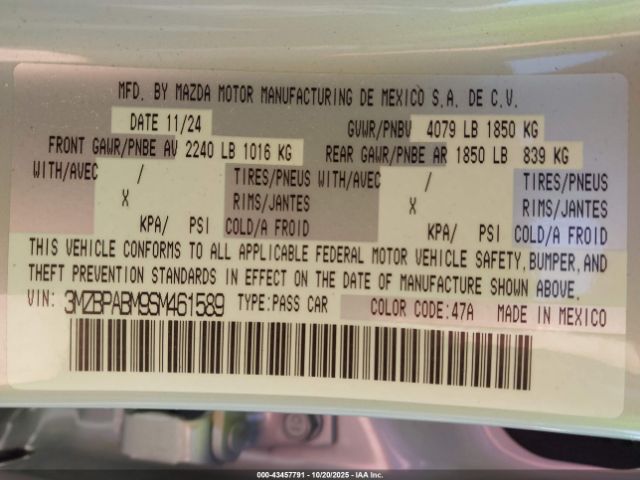 MFD. BY MAZDA MOTOR MANUFACTURING DE MEXICO S.A. DE C.V.
DATE 11/24 GVWR/PNBV 4079 LB 1850 KG
FRONT GAWR/PNBE AV 2240 LB 1016 KG REAR GAWR/PNBE AR 1850 LB 839 KG
WITH/AVEC / TIRES/PNEUS WITH/AVEC / TIRES/PNEUS
X RIMS/JANTES X RIMS/JANTES
KPA/ PSI COLD/A FROID KPA/ PSI COLD/A FROID
THIS VEHICLE CONFORMS TO ALL APPLICABLE FEDERAL MOTOR VEHICLE SAFETY, BUMPER, AND
THEFT PREVENTION STANDARDS IN EFFECT ON THE DATE OF MANUFACTURE SHOWN ABOVE.
VIN: 3MZBPABM9SM461589 TYPE:PASS CAR COLOR CODE:47A MADE IN MEXICO
000-43457791 - 10/20/2025 - IAA Inc.